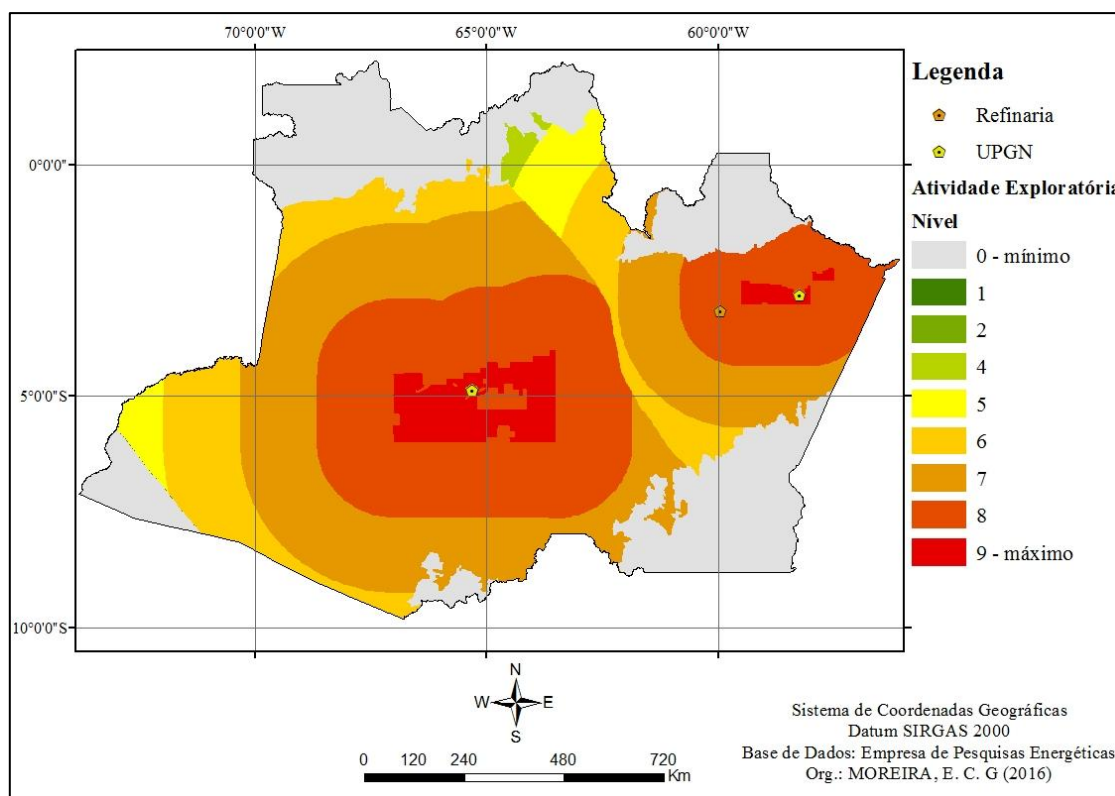 70°0'0"W
65°0'0"W
60°0'0"W
0°0'0"
5°0'0"S
10°0'0"S
Legenda
Refinaria
UPGN
Atividade Exploratória
Nível
0 - mínimo
1
2
4
5
6
7
8
9 - máximo
N
W
E
S
0
120
240
480
720
Km
Sistema de Coordenadas Geográficas
Datum SIRGAS 2000
Base de Dados: Empresa de Pesquisas Energéticas
Org.: MOREIRA, E. C. G (2016)